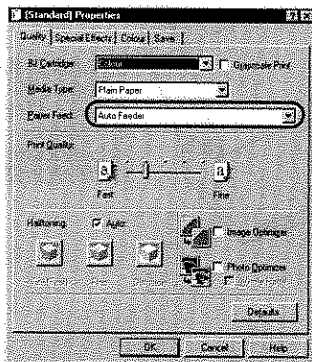 [Standard] Properties
Quality Special Effects Colour Save
BJ Cartridge: Colour Grayscale Print
Media Type: Plain Paper
Paper Feed: Auto Feeder
Print Quality:
a a
Fast Fine
Halftoning: Auto
Image Optimizer
Photo Optimizer
Defaults
OK Cancel Help